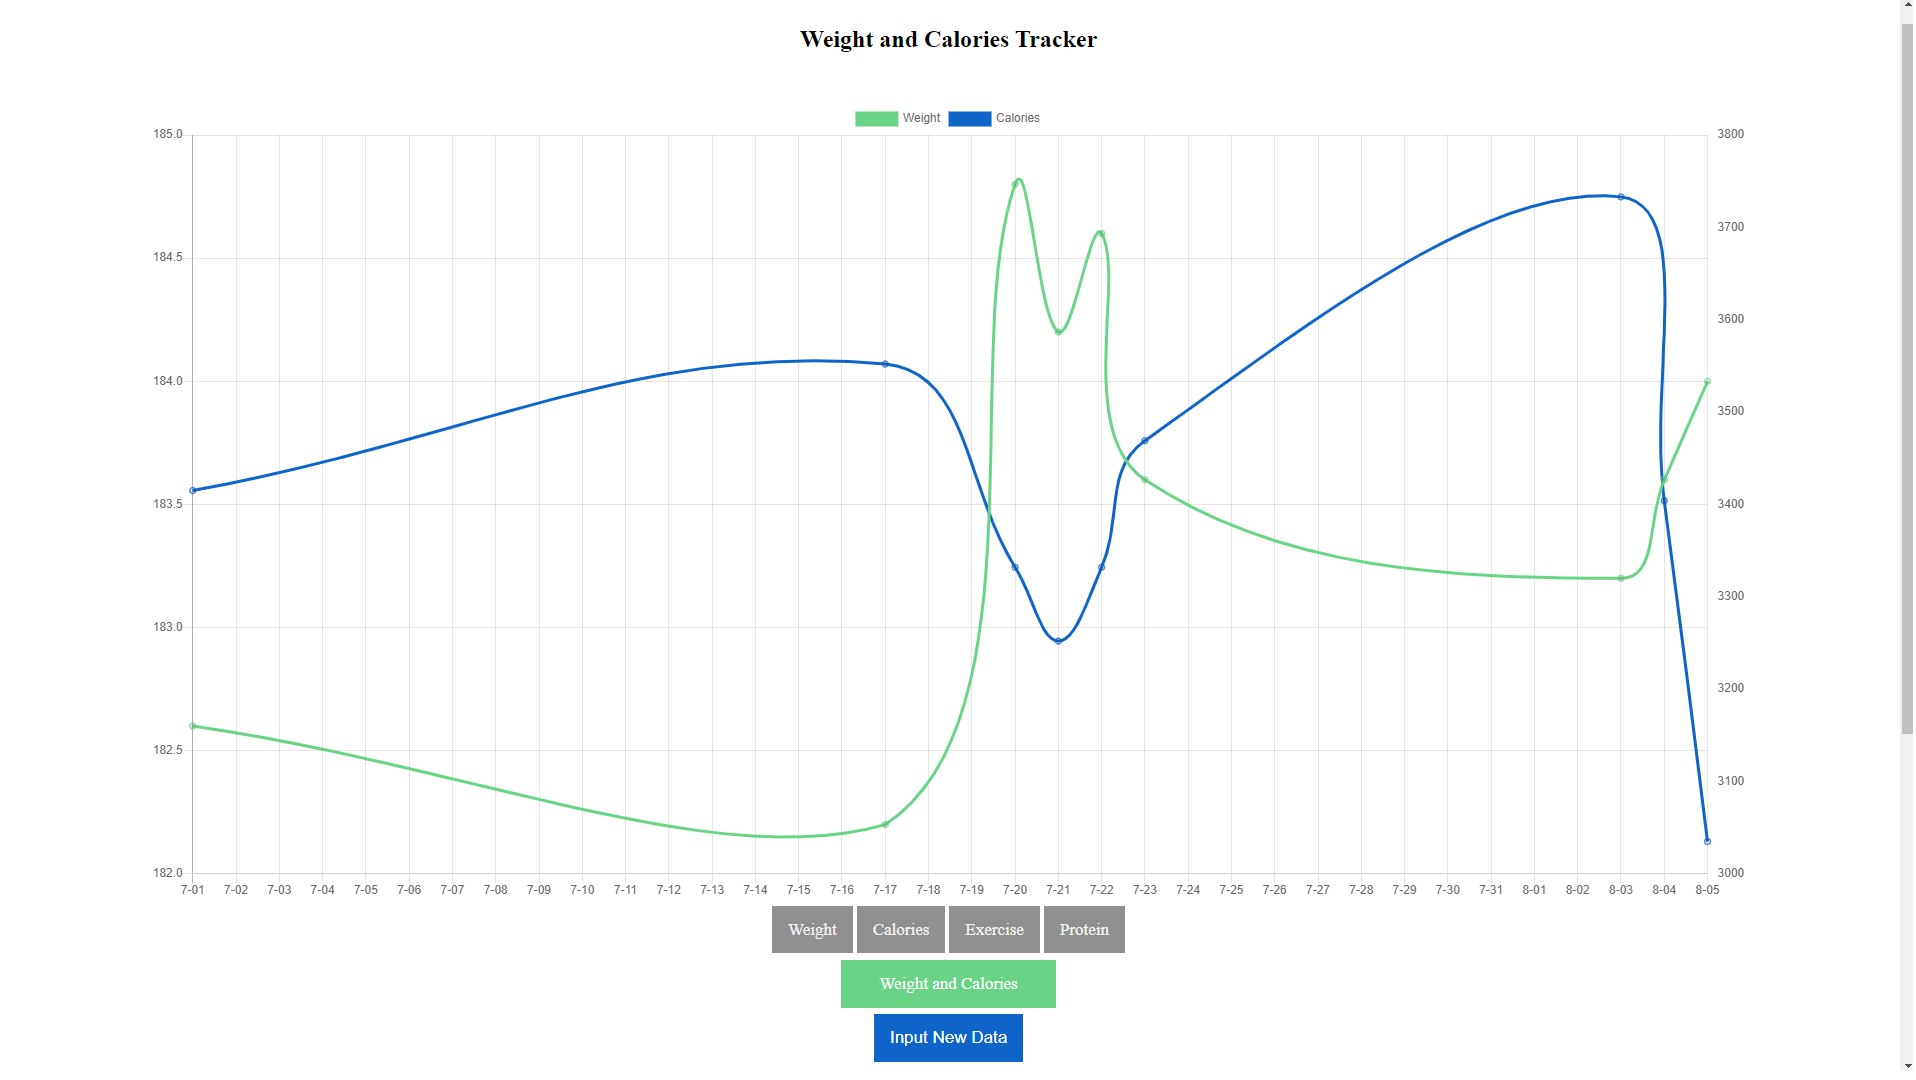 Weight and Calories Tracker
Weight Calories
185.0 3800
3700
184.5
3600
184.0
3500
183.5 3400
3300
183.0
3200
182.5
3100
182.0 3000
7-01 7-02 7-03 7-04 7-05 7-06 7-07 7-08 7-09 7-10 7-11 7-12 7-13 7-14 7-15 7-16 7-17 7-18 7-19 7-20 7-21 7-22 7-23 7-24 7-25 7-26 7-27 7-28 7-29 7-30 7-31 8-01 8-02 8-03 8-04 8-05
Weight Calories Exercise Protein
Weight and Calories
Input New Data